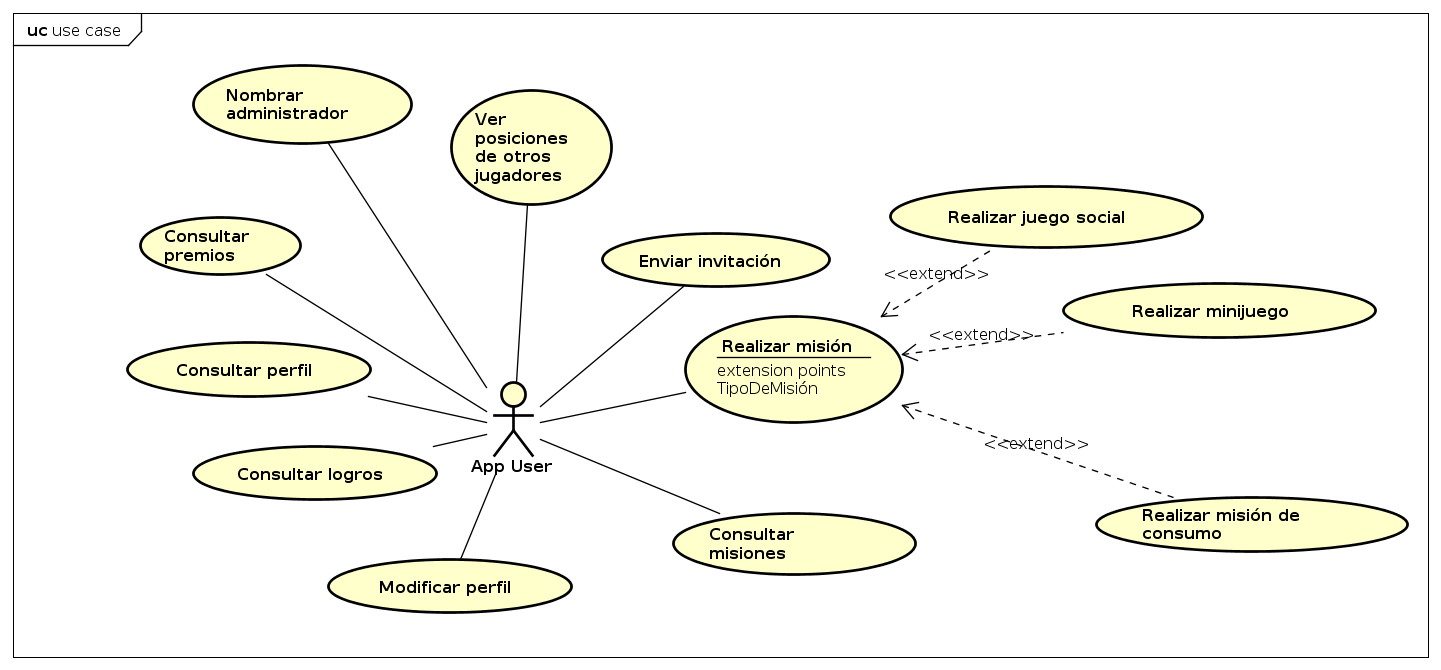 uc use case
Nombrar
administrador
Ver
posiciones
de otros
jugadores
Consultar
premios
Enviar invitación
Realizar juego social
<<extend>>
Realizar minijuego
<<extend>>
Realizar misión
extension points
TipoDeMisión
Consultar perfil
<<extend>>
App User
Consultar logros
Realizar misión de
consumo
Consultar
misiones
Modificar perfil